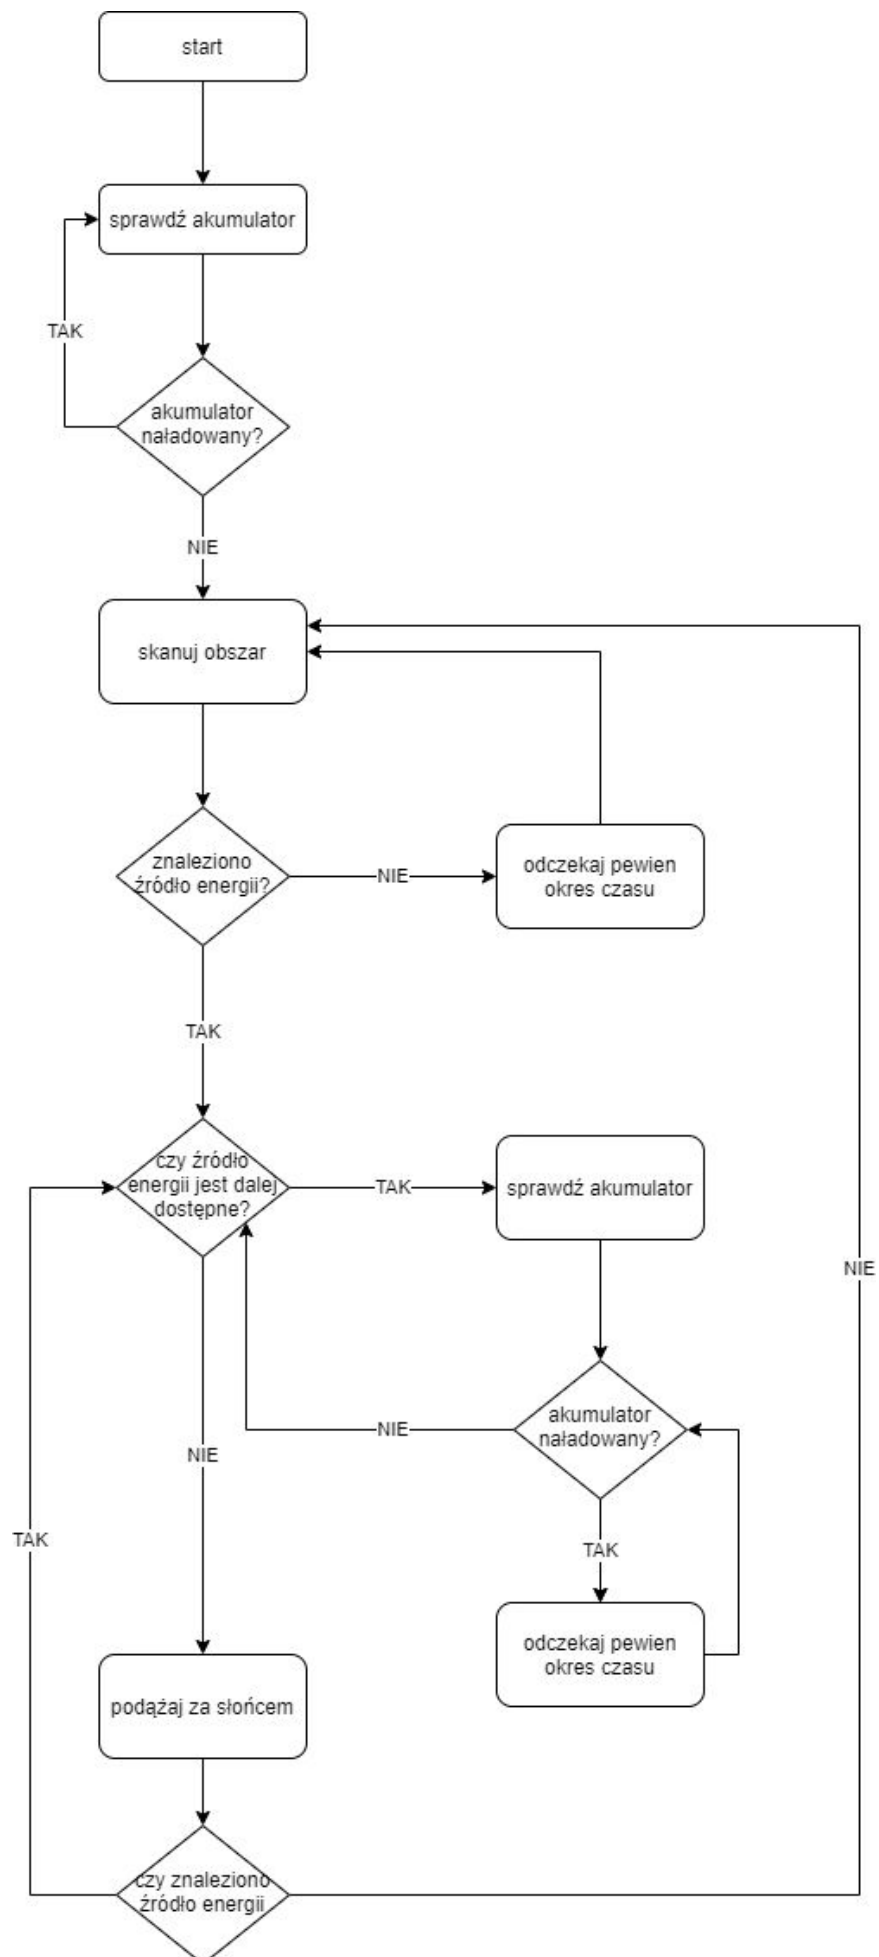 start
sprawdź akumulator
TAK
akumulator
naładowany?
NIE
skanuj obszar
znaleziono
źródło energii?
NIE
odczekaj pewien
okres czasu
TAK
czy źródło
energii jest dalej
dostępne?
TAK
sprawdź akumulator
NIE
akumulator
naładowany?
NIE
NIE
TAK
TAK
odczekaj pewien
okres czasu
podążaj za słońcem
czy znaleziono
źródło energii